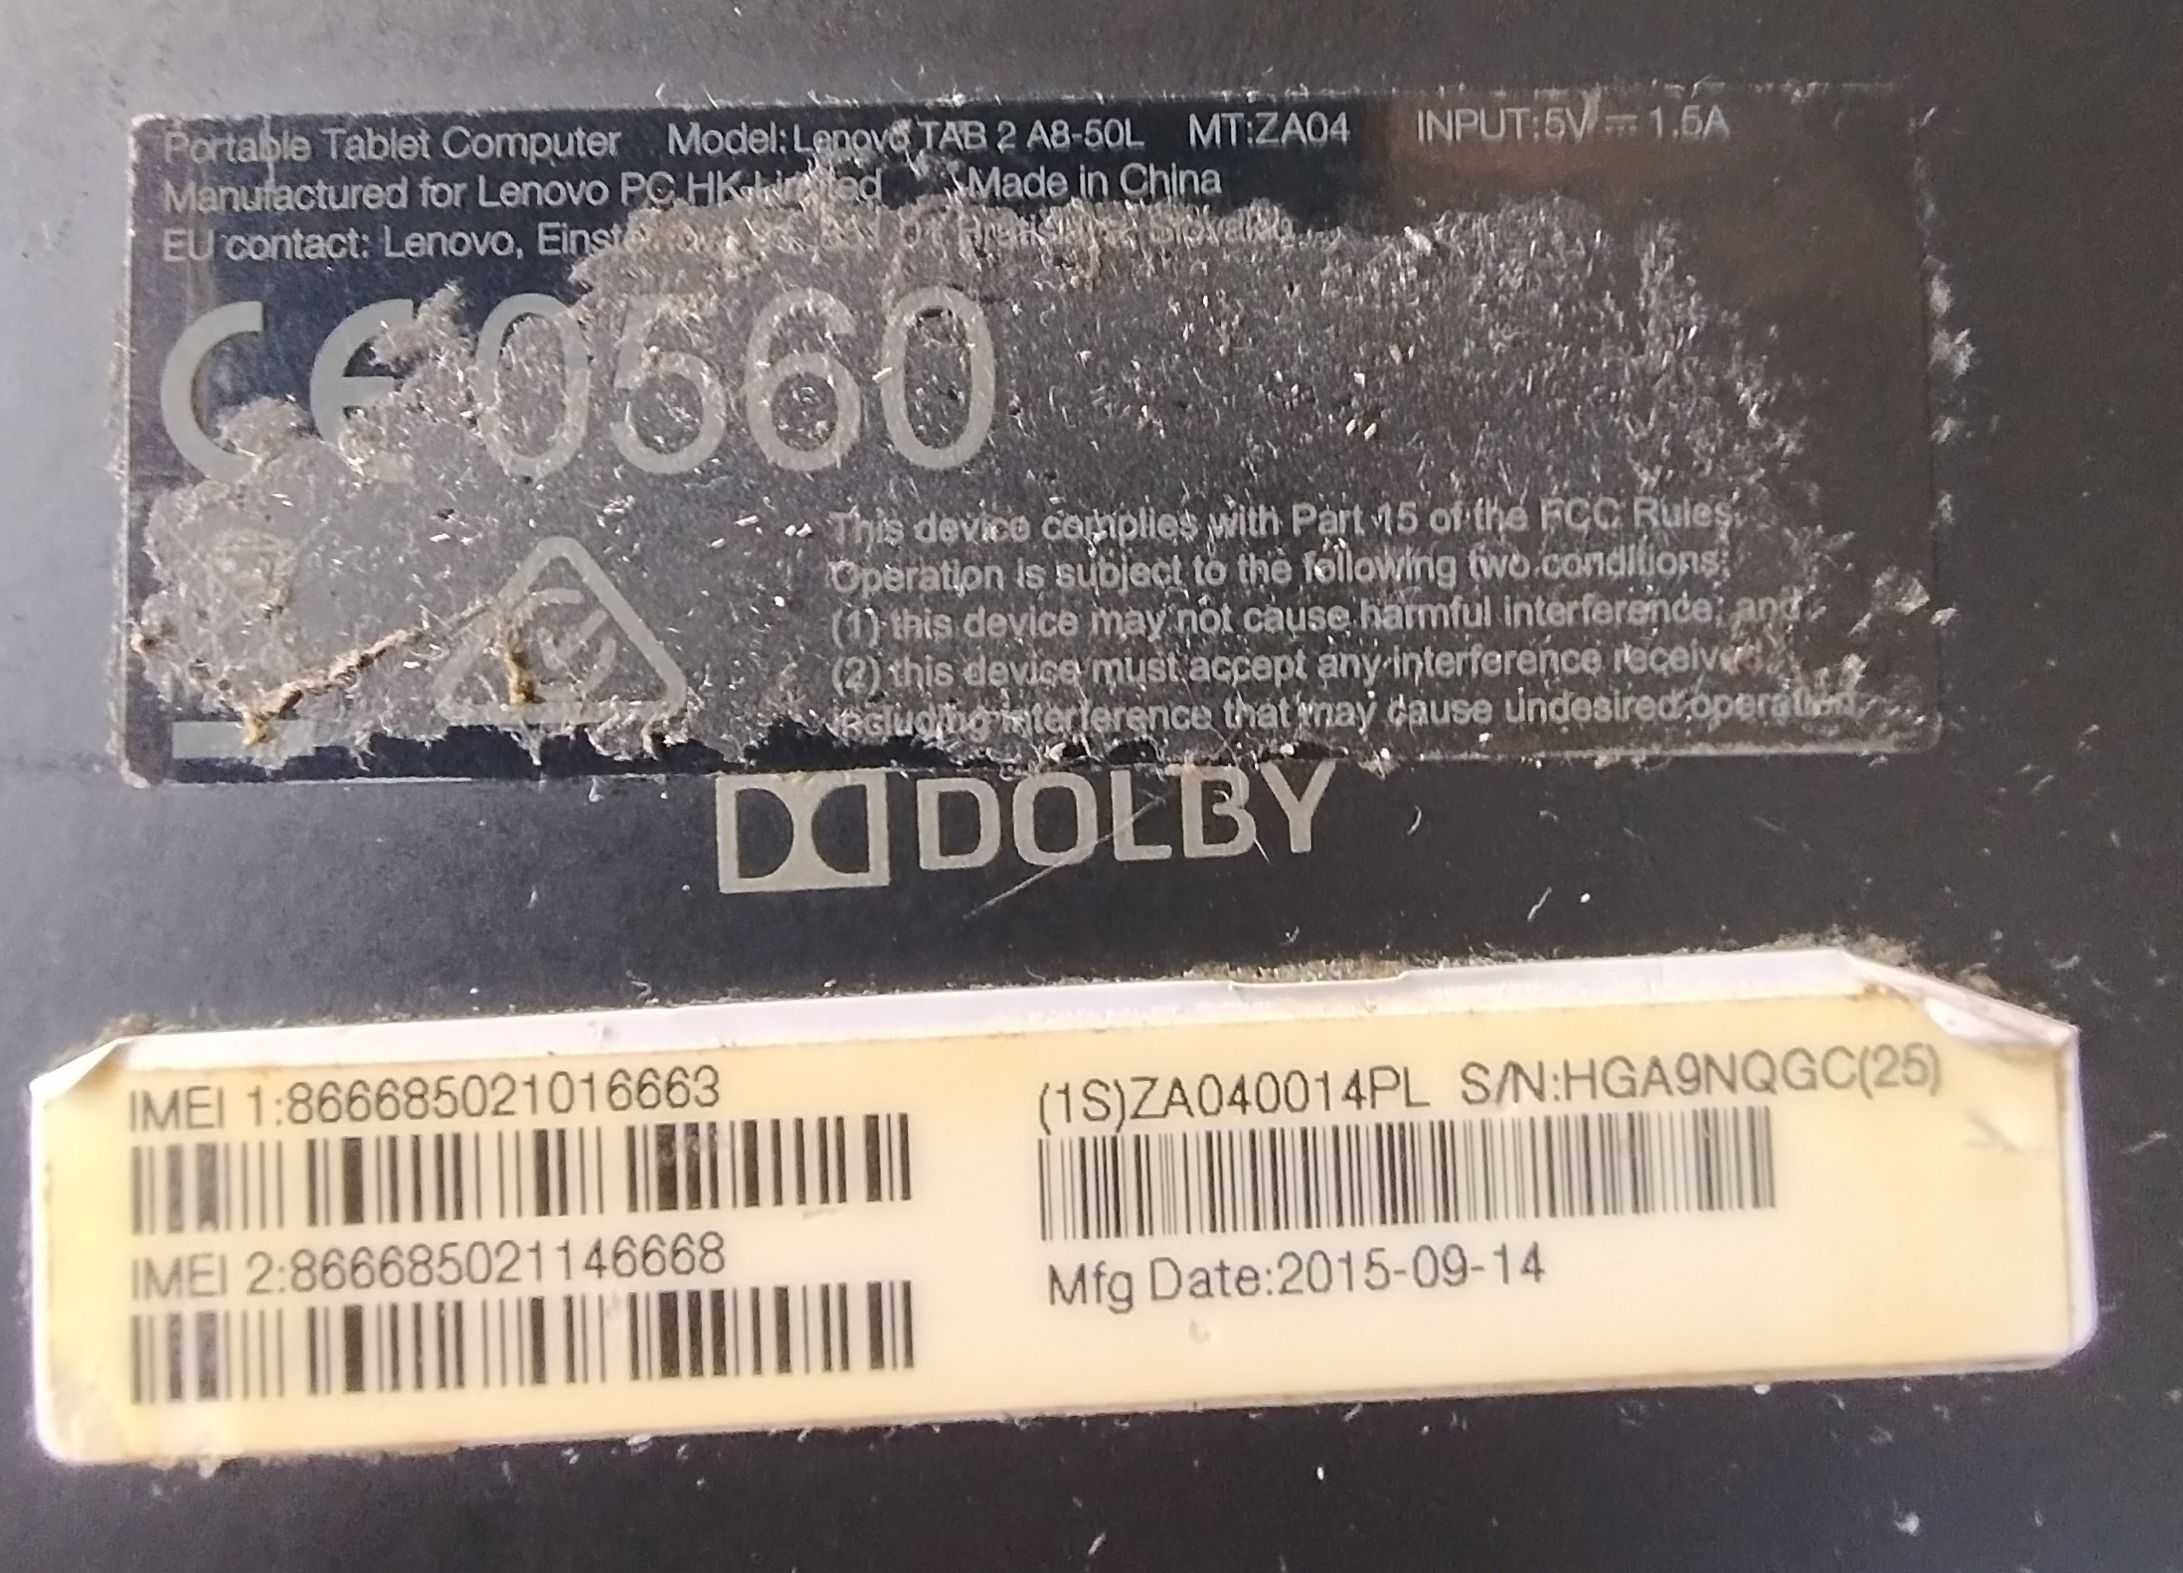 Portable Tablet Computer Model: Lenovo TAB 2 A8-50L MT:ZA04 INPUT:5V⎓1.5A
Manufactured for Lenovo PC HK Limited Made in China
EU contact: Lenovo, Bratislava, Slovakia
CE0560
This device complies with Part 15 of the FCC Rules.
Operation is subject to the following two conditions:
(1) this device may not cause harmful interference, and
(2) this device must accept any interference received,
including interference that may cause undesired operation.
DOLBY
IMEI 1:866685021016663
IMEI 2:866685021146668
(1S)ZA040014PL S/N:HGA9NQGC(25)
Mfg Date:2015-09-14